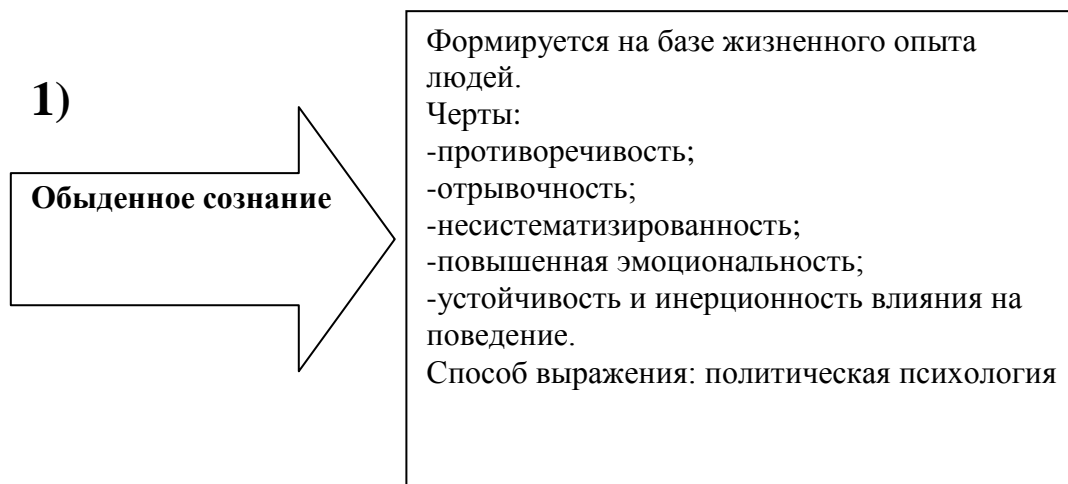 1)
Обыденное сознание
Формируется на базе жизненного опыта
людей.
Черты:
-противоречивость;
-отрывочность;
-несистематизированность;
-повышенная эмоциональность;
-устойчивость и инерционность влияния на
поведение.
Способ выражения: политическая психология